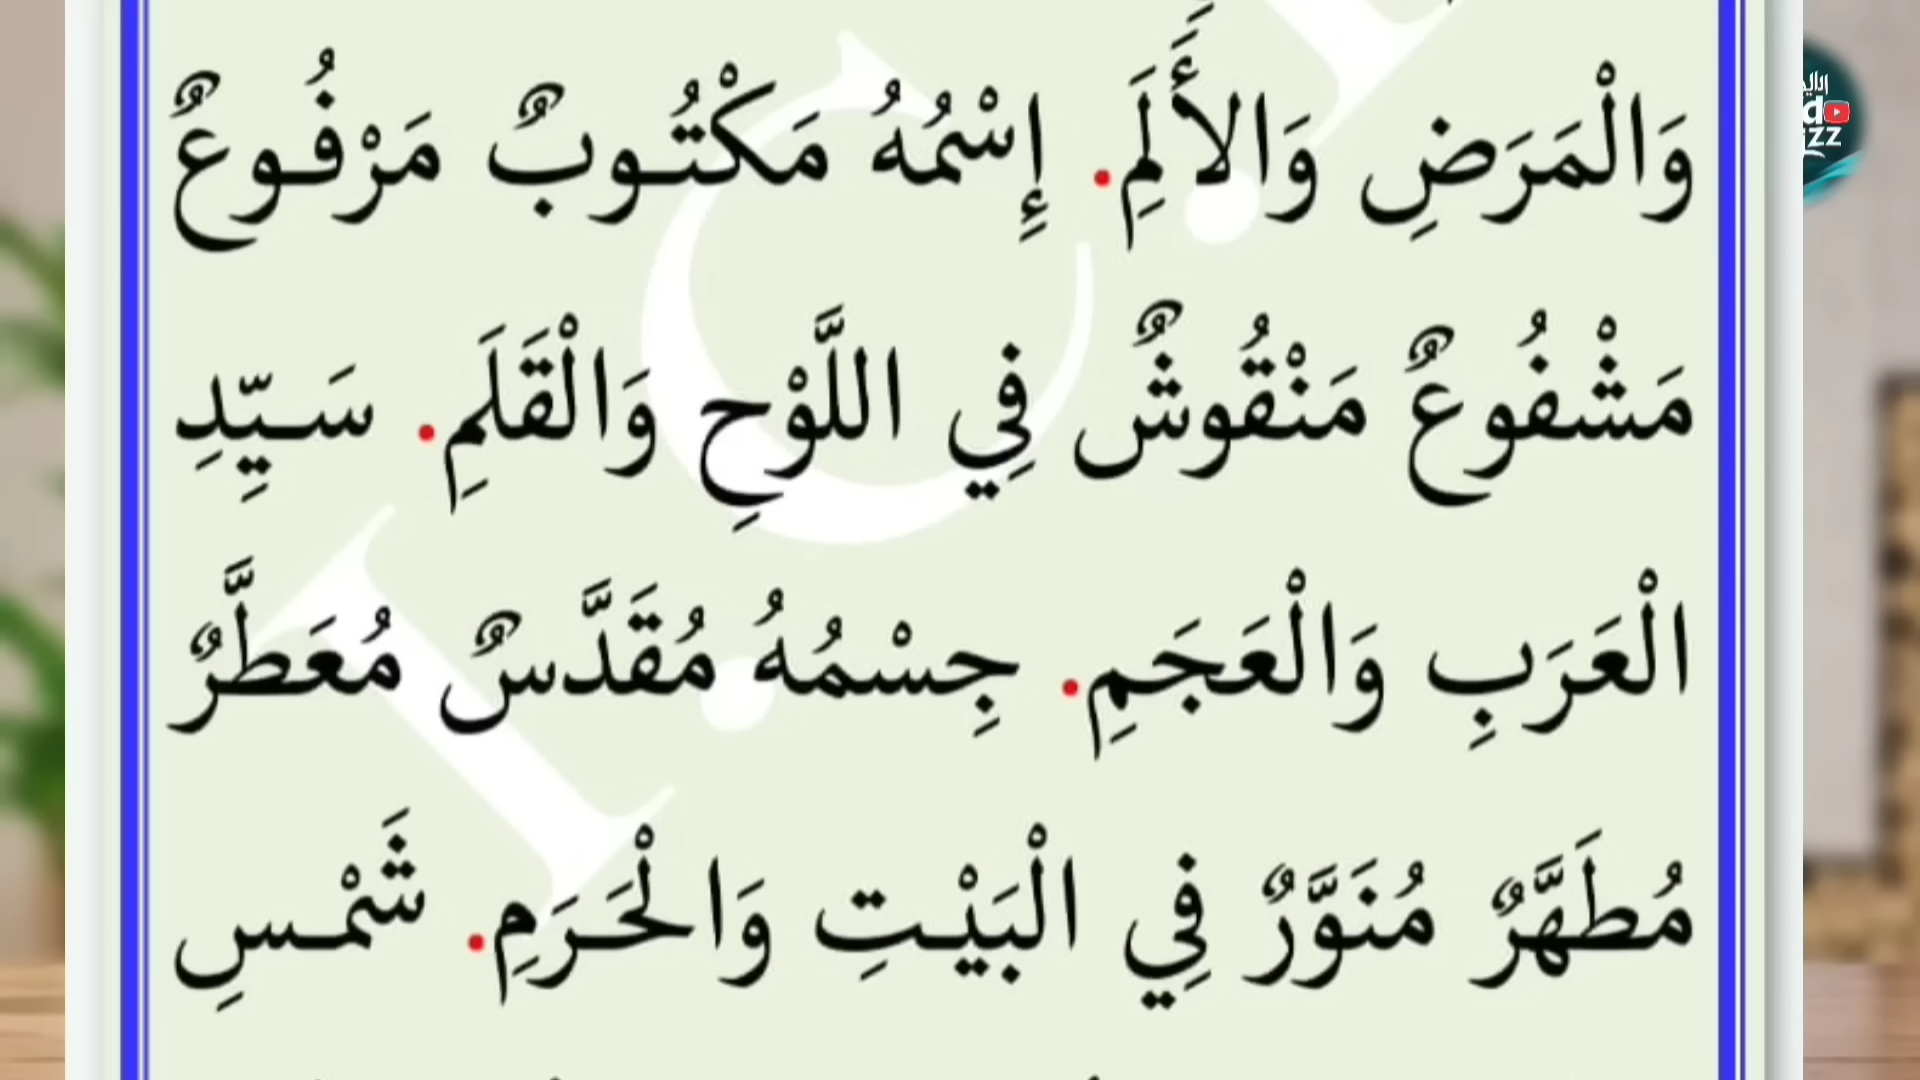 وَالْمَرَضِ وَالأَلَمِ. إِسْمُهُ مَكْتُوبٌ مَرْفُوعٌ
مَشْفُوعٌ مَنْقُوشٌ فِي اللَّوْحِ وَالْقَلَمِ. سَيِّدِ
الْعَرَبِ وَالْعَجَمِ. جِسْمُهُ مُقَدَّسٌ مُعَطَّرٌ
مُطَهَّرٌ مُنَوَّرٌ فِي الْبَيْتِ وَالْحَرَمِ. شَمْسِ